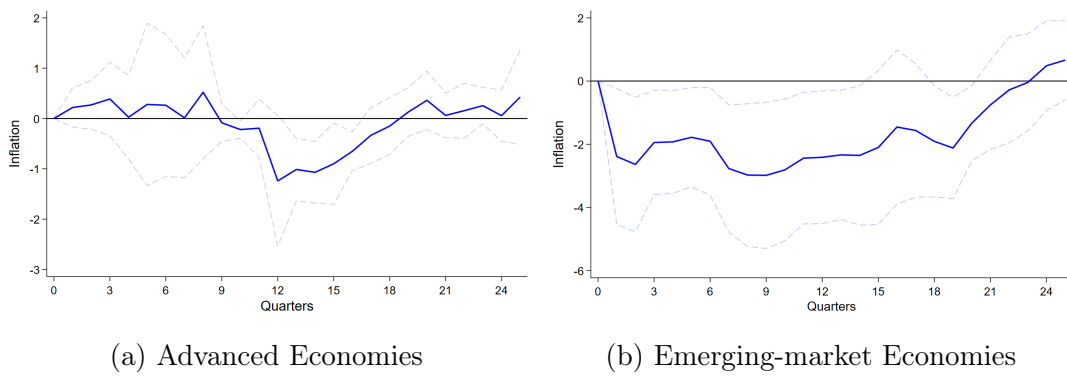 2
1
0
-1
-2
-3
Inflation
0 3 6 9 12 15 18 21 24
Quarters
(a) Advanced Economies
2
0
-2
-4
-6
Inflation
0 3 6 9 12 15 18 21 24
Quarters
(b) Emerging-market Economies